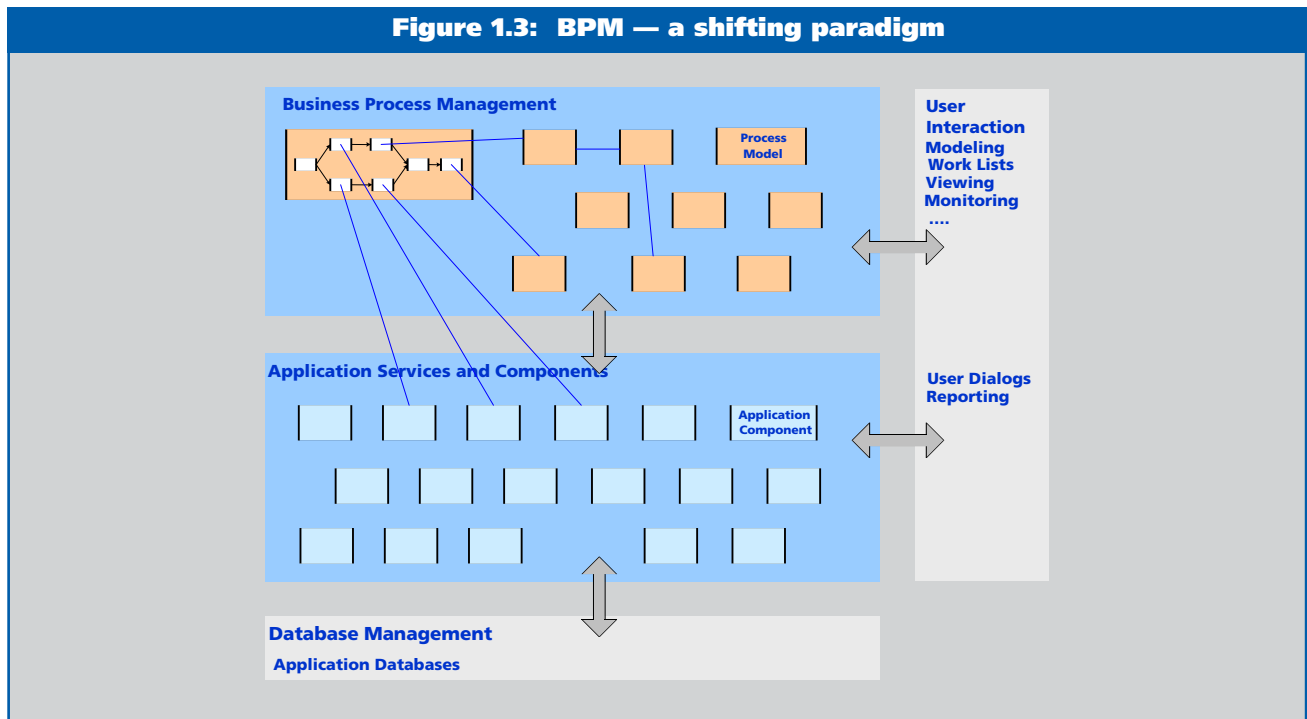 Figure 1.3: BPM — a shifting paradigm
Business Process Management
Process
Model
User
Interaction
Modeling
Work Lists
Viewing
Monitoring
....
Application Services and Components
Application
Component
User Dialogs
Reporting
Database Management
Application Databases